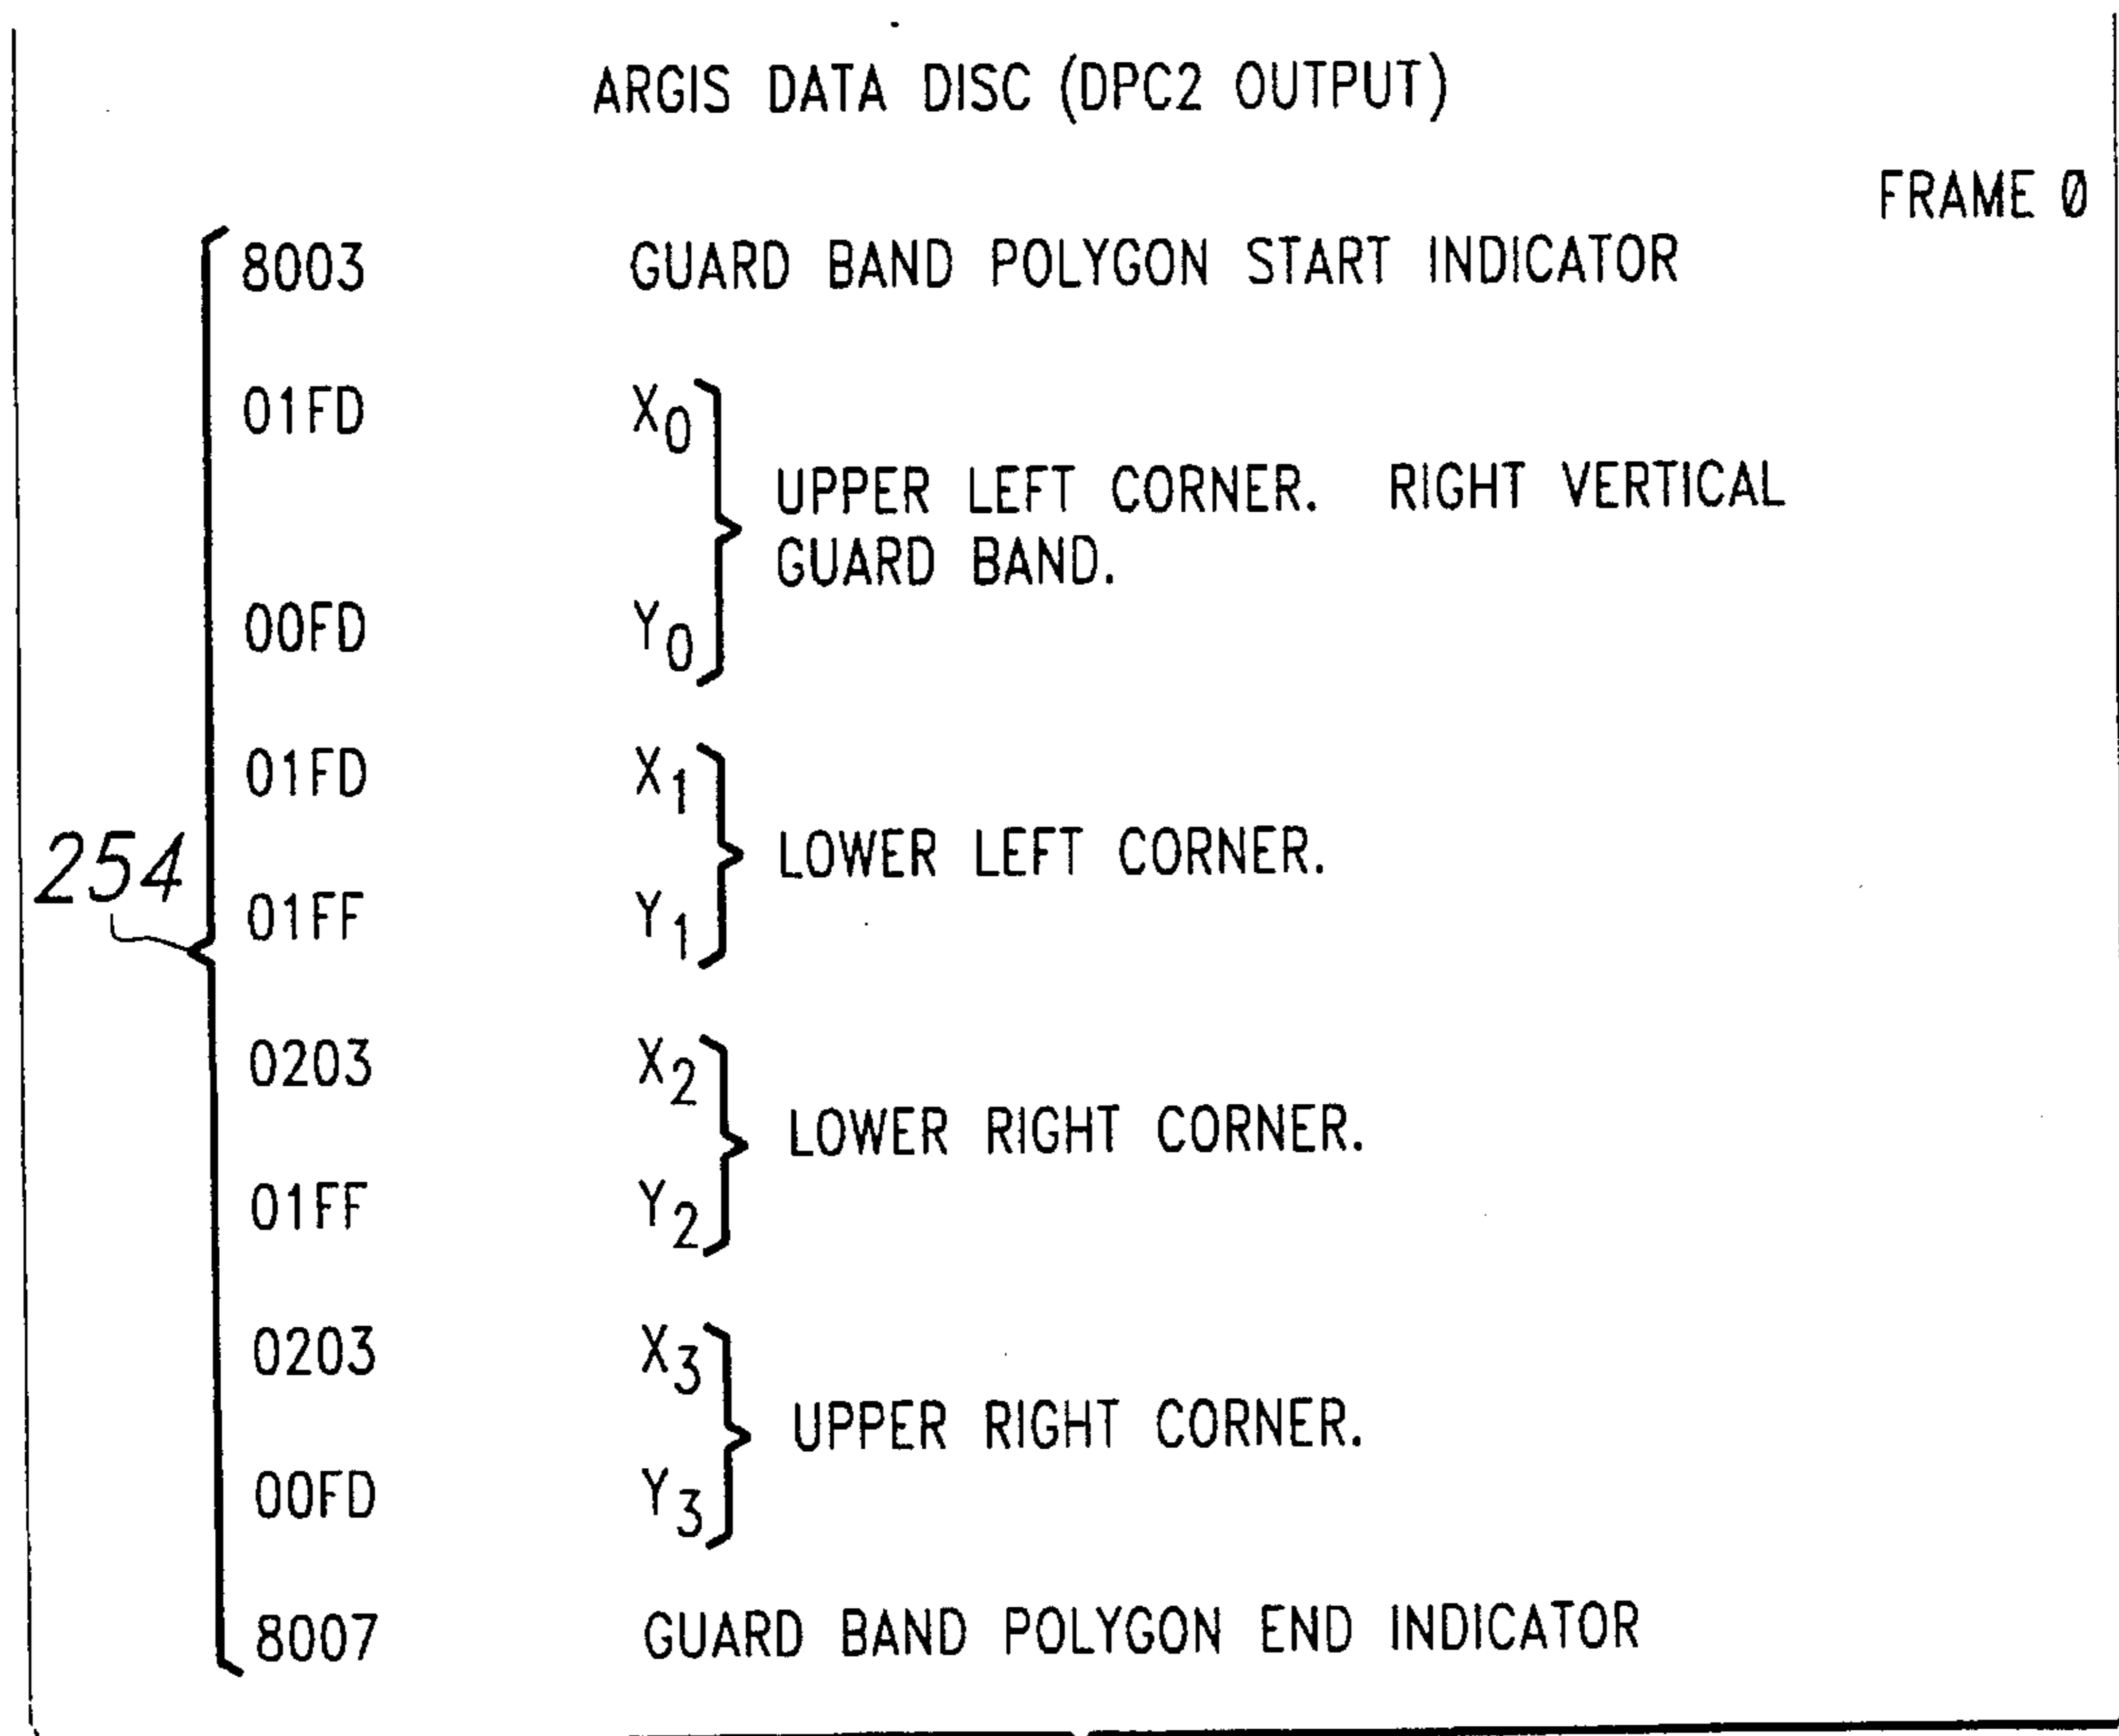 ARGIS DATA DISC (DPC2 OUTPUT)
FRAME 0
8003 GUARD BAND POLYGON START INDICATOR
01FD X0
UPPER LEFT CORNER. RIGHT VERTICAL
GUARD BAND.
00FD Y0
01FD X1
LOWER LEFT CORNER.
254
01FF Y1
0203 X2
LOWER RIGHT CORNER.
01FF Y2
0203 X3
UPPER RIGHT CORNER.
00FD Y3
8007 GUARD BAND POLYGON END INDICATOR